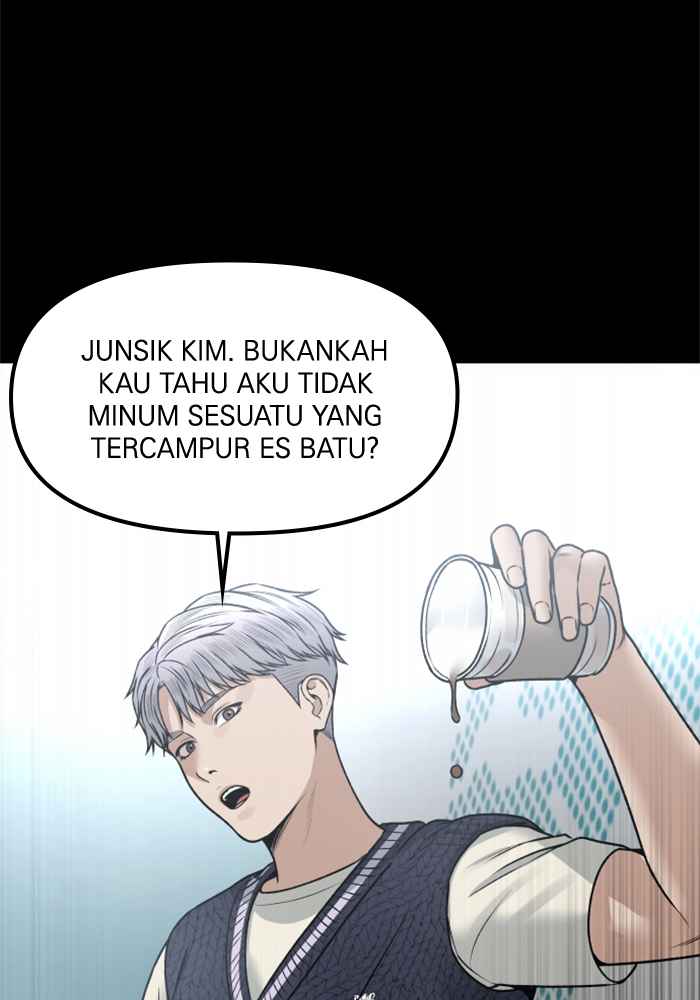 JUNSIK KIM. BUKANKAH
KAU TAHU AKU TIDAK
MINUM SESUATU YANG
TERCAMPUR ES BATU?